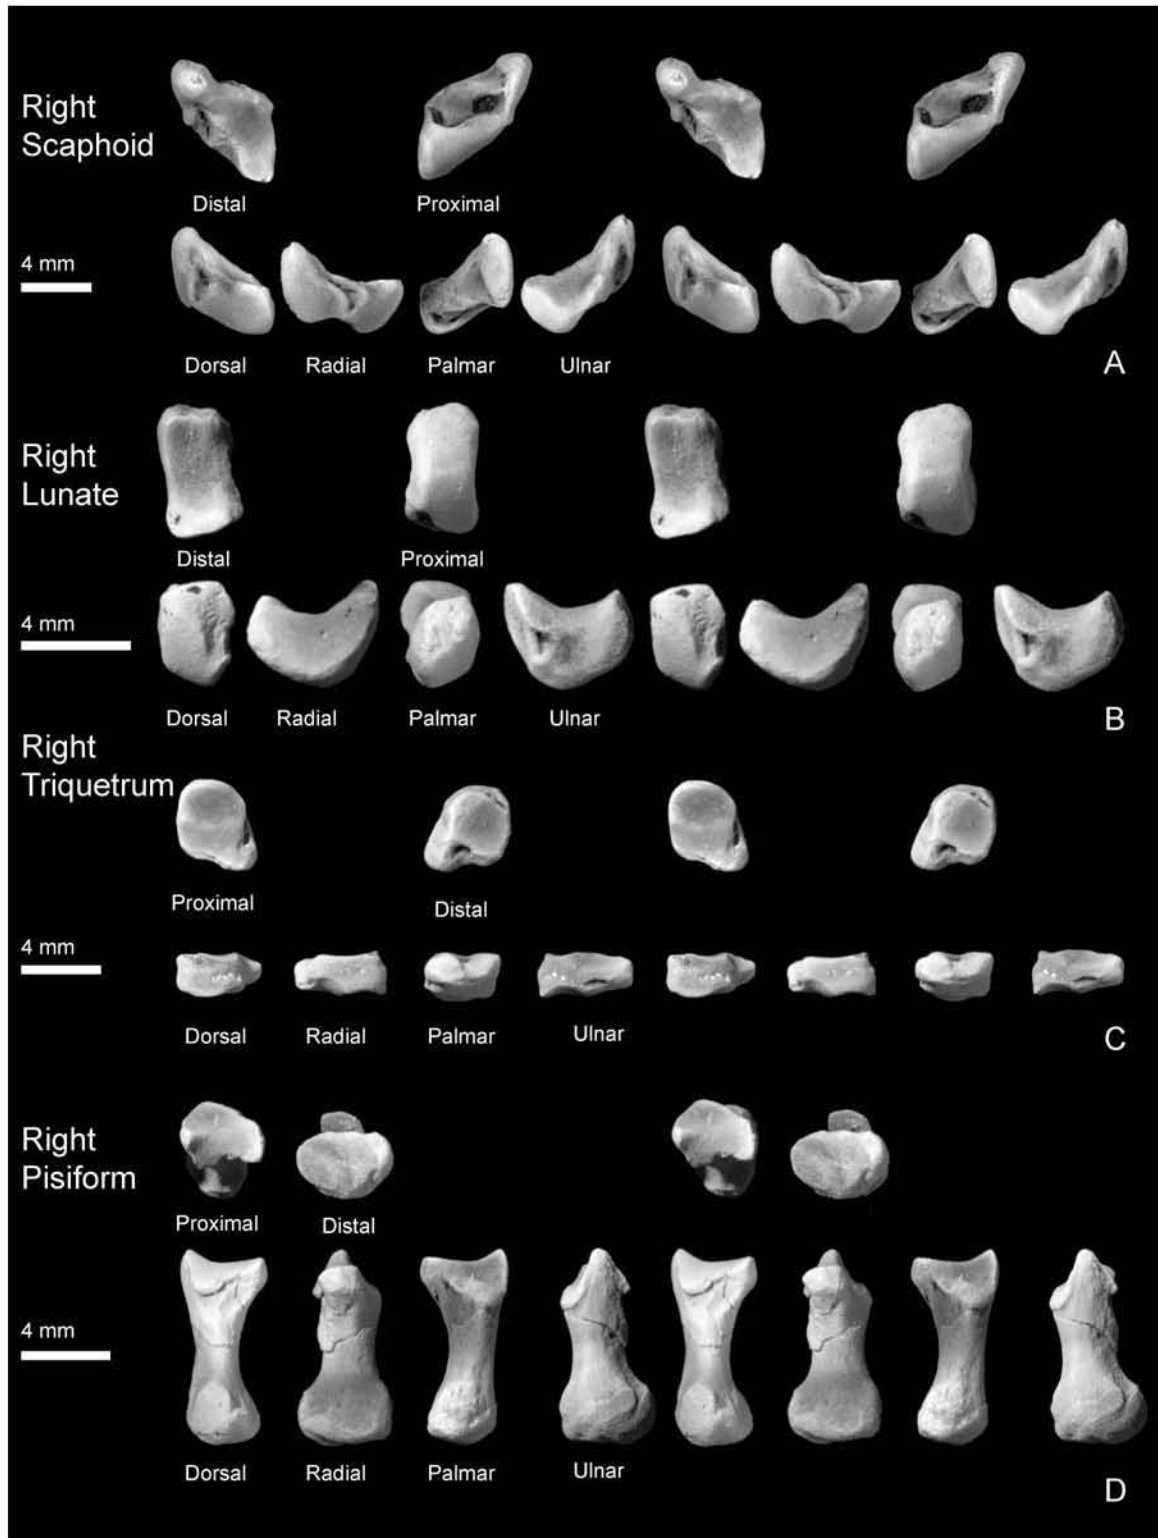 Right
Scaphoid
Distal Proximal
4 mm
Dorsal Radial Palmar Ulnar
A
Right
Lunate
Distal Proximal
4 mm
Dorsal Radial Palmar Ulnar
B
Right
Triquetrum
Proximal Distal
4 mm
Dorsal Radial Palmar Ulnar
C
Right
Pisiform
Proximal Distal
4 mm
Dorsal Radial Palmar Ulnar
D